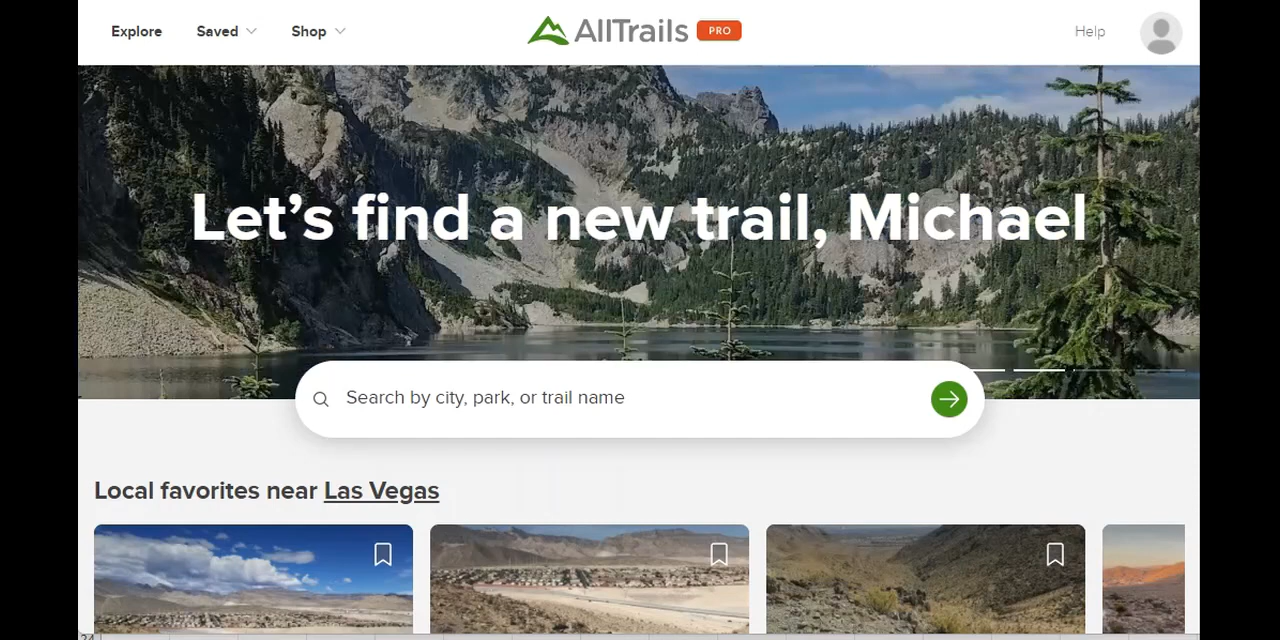 Explore
Saved
Shop
AllTrails PRO
Help
Let's find a new trail, Michael
Search by city, park, or trail name
Local favorites near Las Vegas